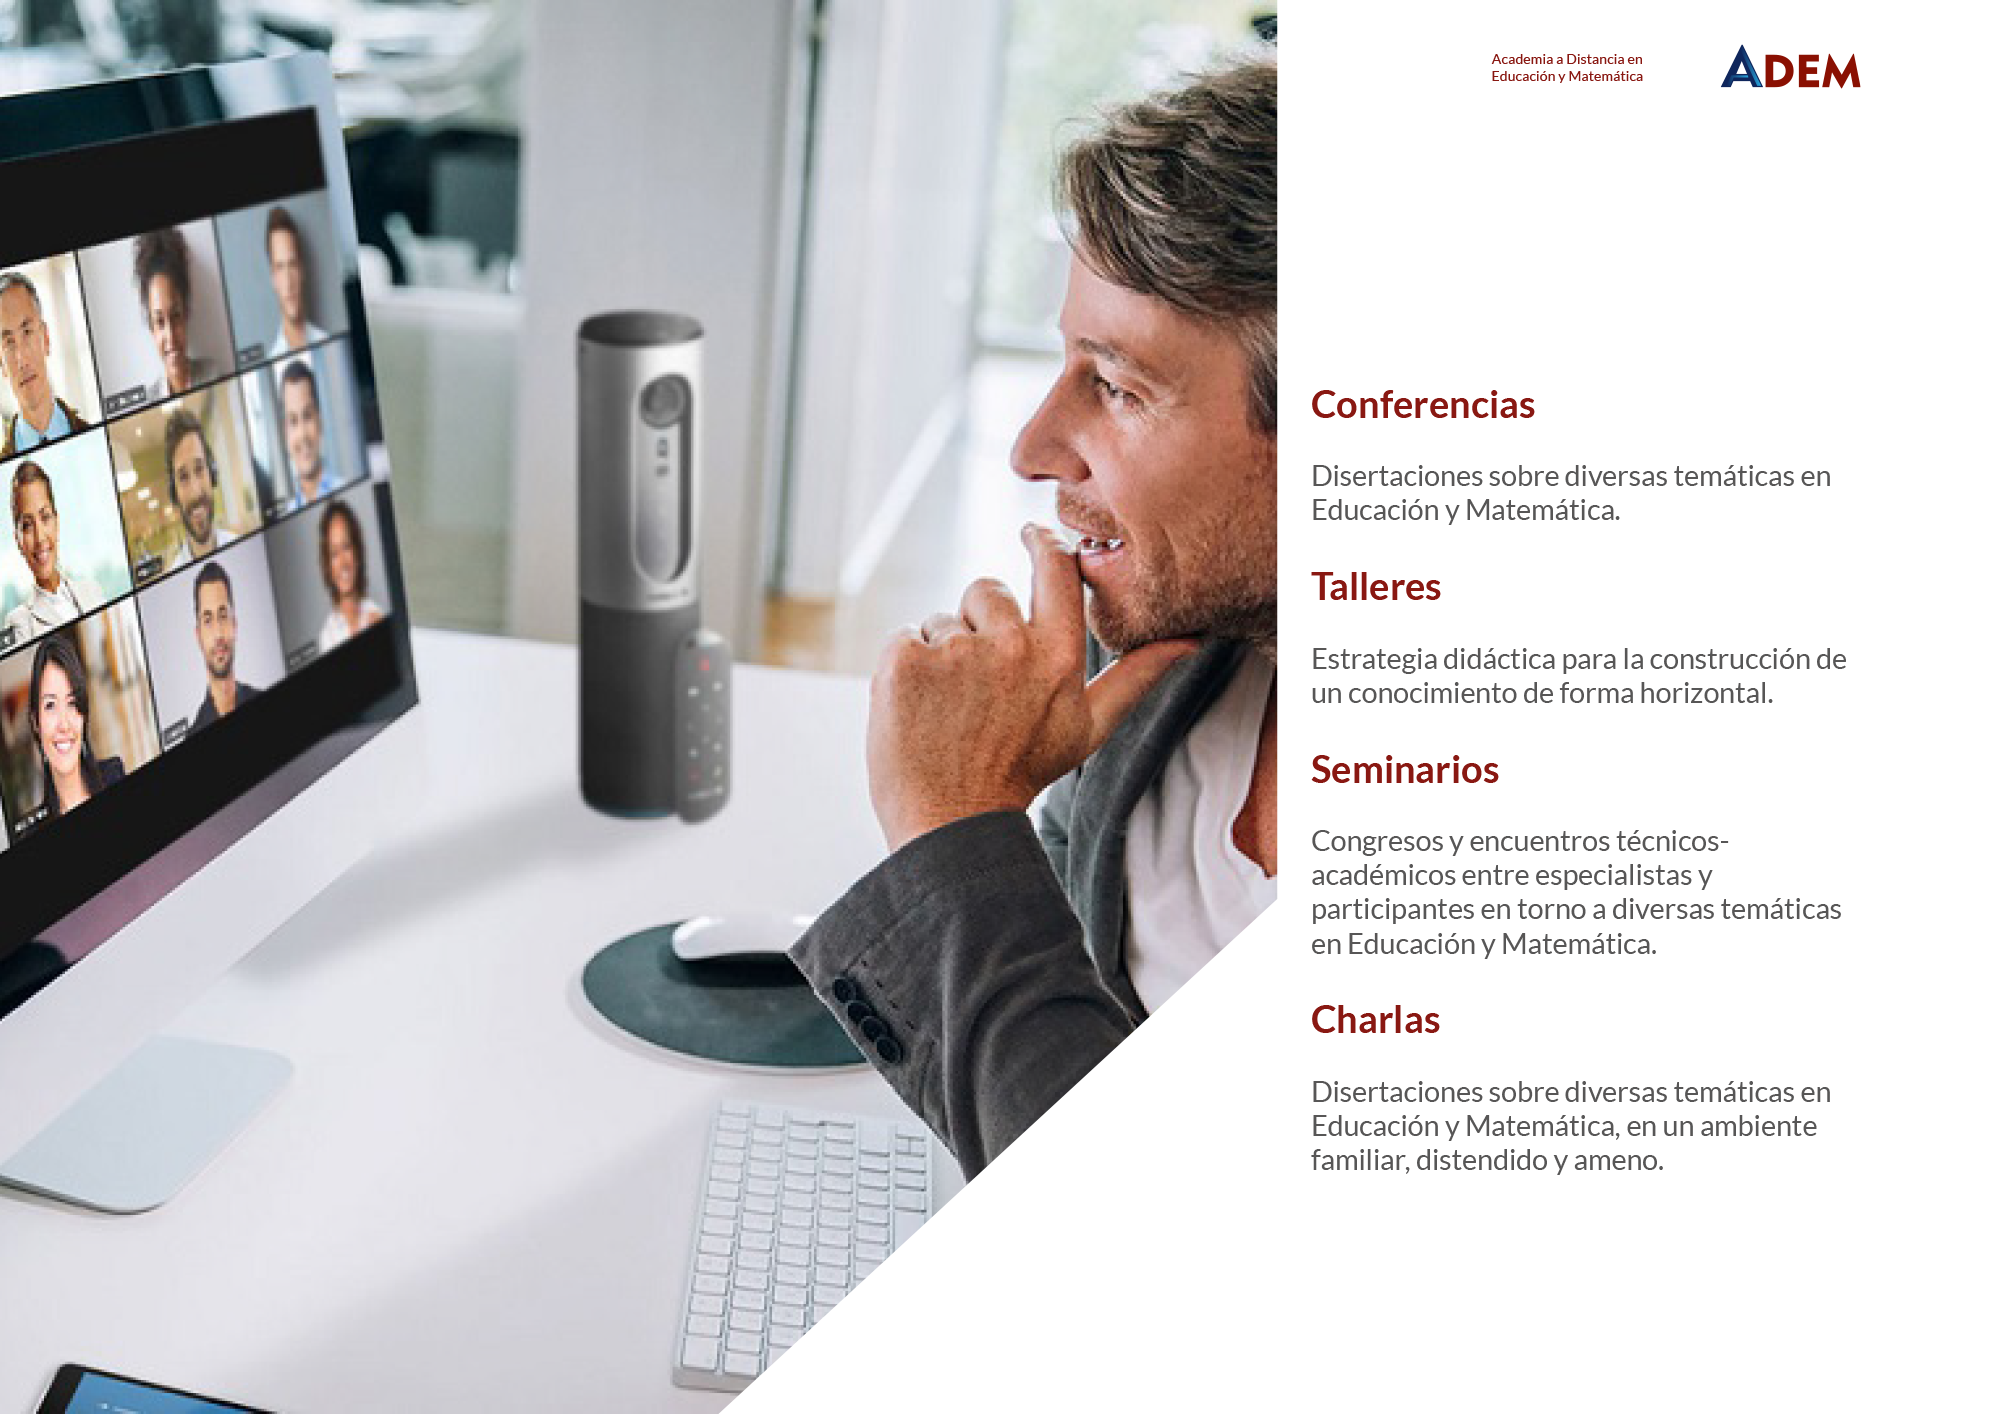 Academia a Distancia en
Educación y Matemática
ADEM
Conferencias
Disertaciones sobre diversas temáticas en
Educación y Matemática.
Talleres
Estrategia didáctica para la construcción de
un conocimiento de forma horizontal.
Seminarios
Congresos y encuentros técnicos-
académicos entre especialistas y
participantes en torno a diversas temáticas
en Educación y Matemática.
Charlas
Disertaciones sobre diversas temáticas en
Educación y Matemática, en un ambiente
familiar, distendido y ameno.